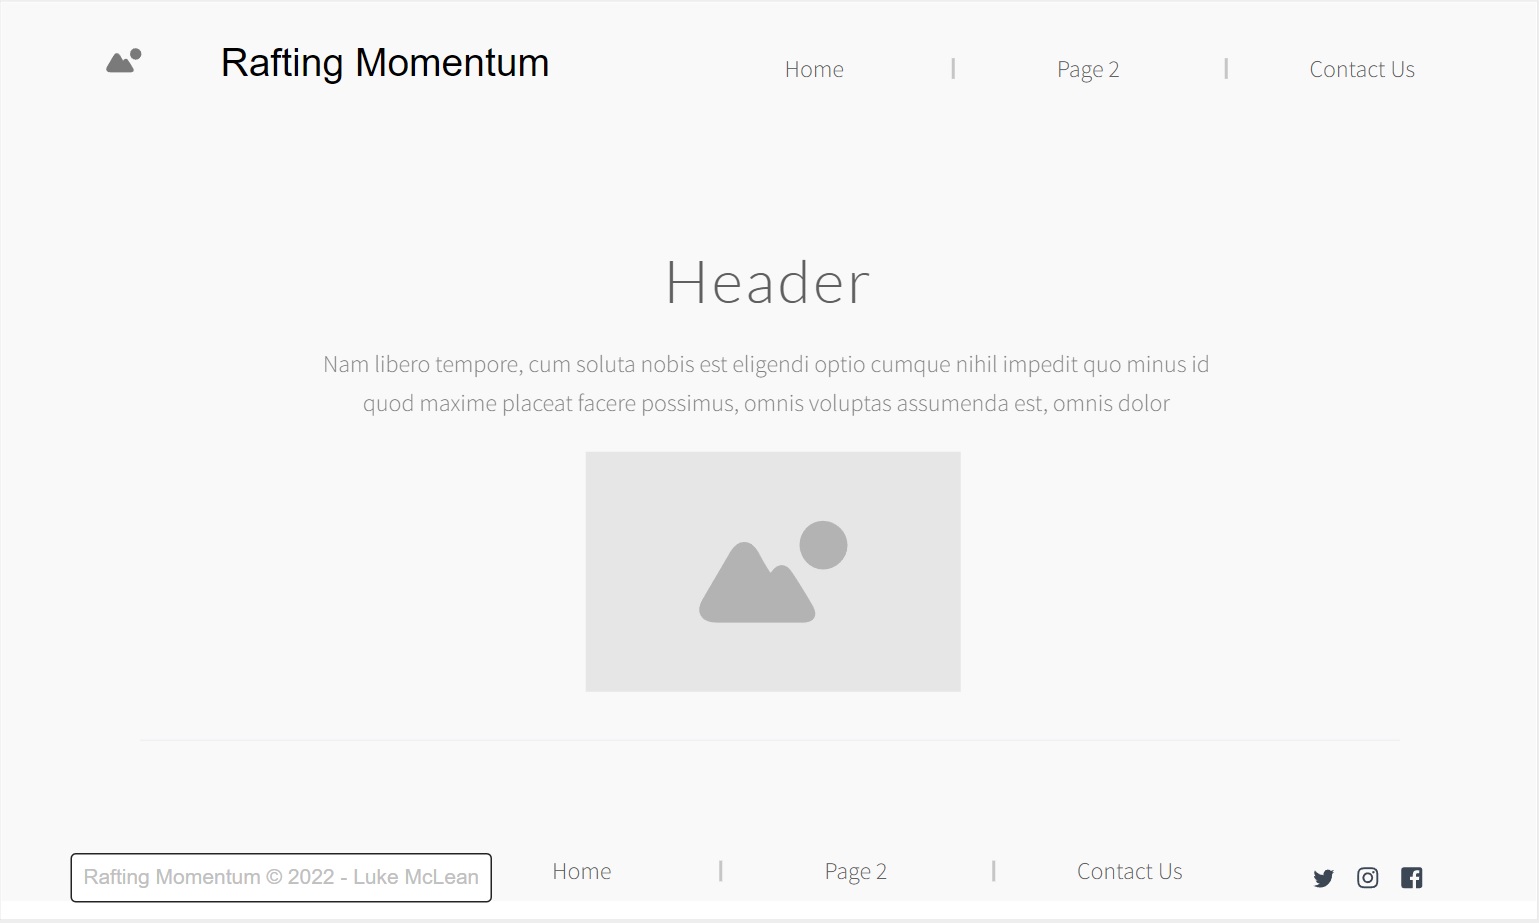 Rafting Momentum
Home | Page 2 | Contact Us
Header
Nam libero tempore, cum soluta nobis est eligendi optio cumque nihil impedit quo minus id
quod maxime placeat facere possimus, omnis voluptas assumenda est, omnis dolor
Rafting Momentum © 2022 - Luke McLean
Home | Page 2 | Contact Us